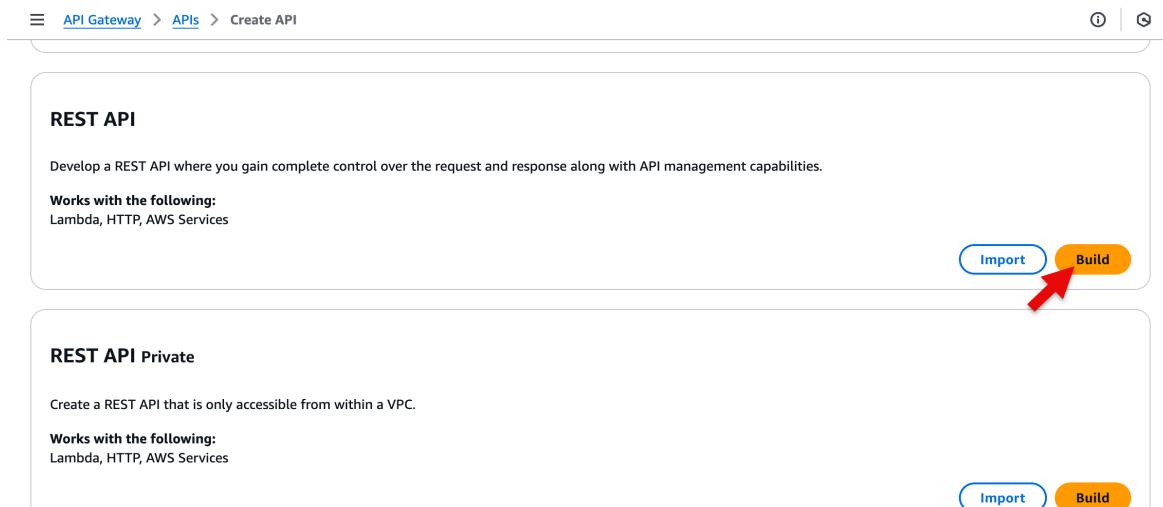 API Gateway > APIs > Create API
REST API
Develop a REST API where you gain complete control over the request and response along with API management capabilities.
Works with the following:
Lambda, HTTP, AWS Services
Import Build
REST API Private
Create a REST API that is only accessible from within a VPC.
Works with the following:
Lambda, HTTP, AWS Services
Import Build